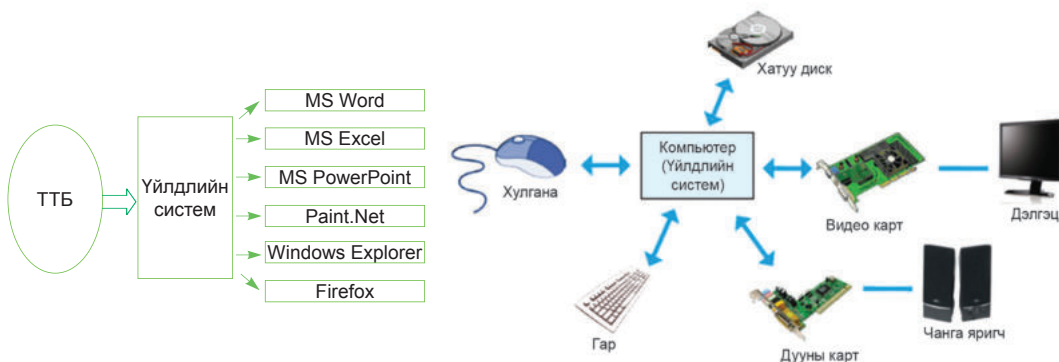 ТТБ
Үйлдлийн
систем
MS Word
MS Excel
MS PowerPoint
Paint.Net
Windows Explorer
Firefox
Хатуу диск
Хулгана
Компьютер
(Үйлдлийн
систем)
Видео карт
Дэлгэц
Гар
Дууны карт
Чанга яригч